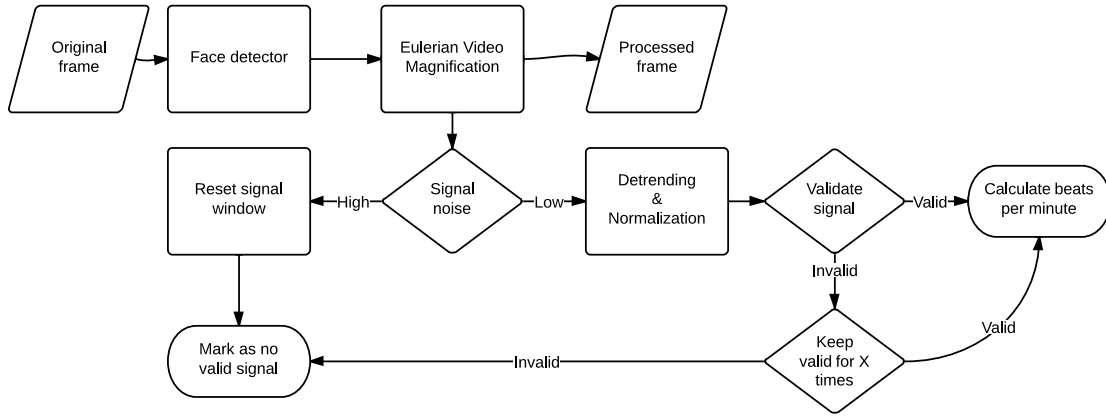 Original
frame
Face detector
Eulerian Video
Magnification
Processed
frame
Reset signal
window
High
Signal
noise
Low
Detrending
&
Normalization
Validate
signal
Valid
Calculate beats
per minute
Invalid
Mark as no
valid signal
Invalid
Keep
valid for X
times
Valid